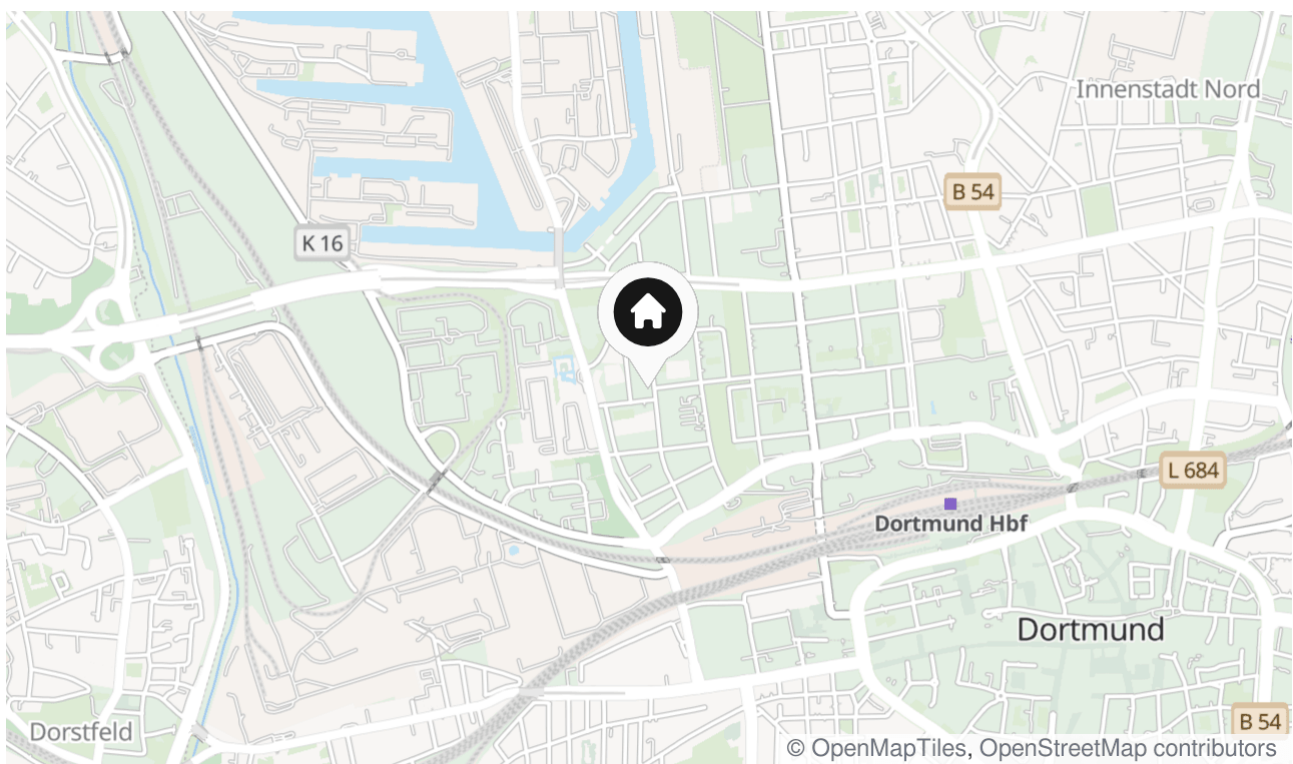 Innenstadt Nord
B 54
K 16
L 684
Dortmund Hbf
Dortmund
B 54
Dorstfeld
© OpenMapTiles, OpenStreetMap contributors